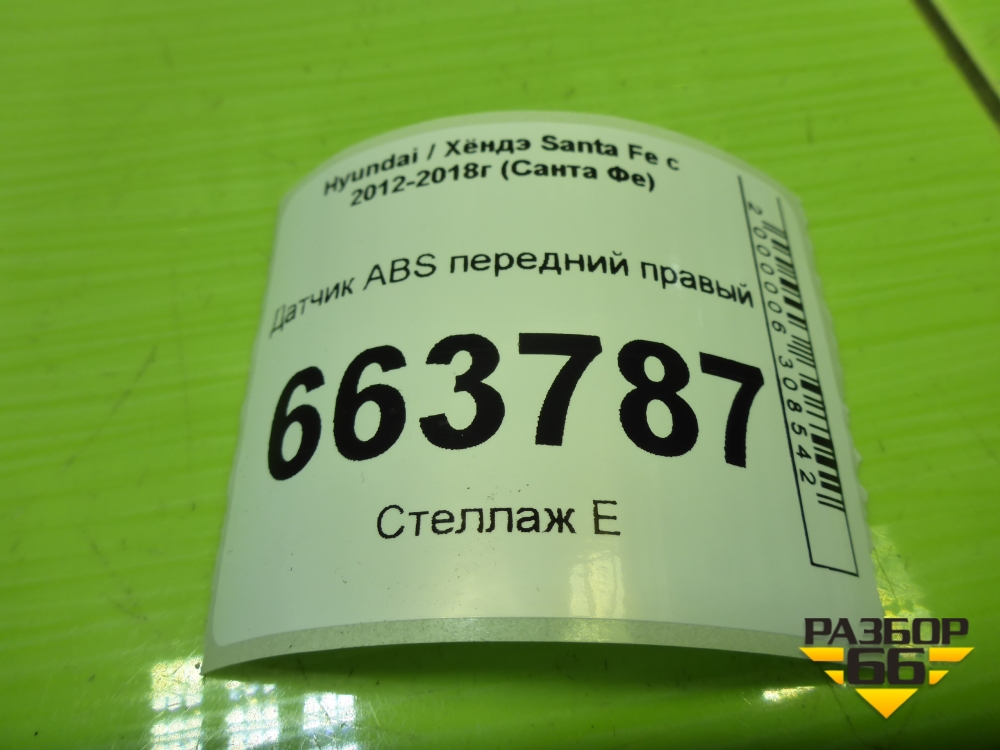 Hyundai / Хёндэ Santa Fe с
2012-2018г (Санта Фе)
Датчик ABS передний правый
663787
Стеллаж Е
2000006308542
РАЗБОР
66